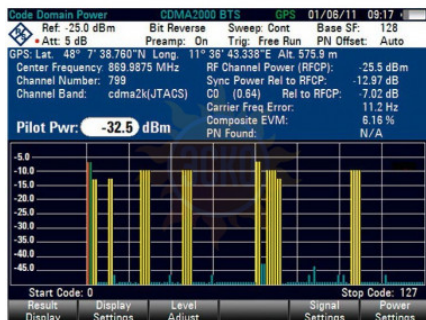 Code Domain Power CDMA2000 BTS GPS 01/06/11 09:17
Ref: -25.0 dBm Bit Reverse Sweep: Cont Base SF: 128
• Att: 5 dB Preamp: On Trig: Free Run PN Offset: Auto
GPS: Lat. 48° 7' 38.760"N Long. 11° 36' 43.338"E Alt. 575.9 m
Center Frequency 869.9875 MHz RF Channel Power (RFCP): -25.5 dBm
Channel Number: 799 Sync Power Rel to RFCP: -12.97 dB
Channel Band: cdma2k(JTACS) C0 (0.64) Rel to RFCP: -7.02 dB
Carrier Freq Error: 11.2 Hz
Composite EVM: 6.16 %
Pilot Pwr: -32.5 dBm PN Found: N/A
-5.0
-10.0
-15.0
-20.0
-25.0
-30.0
-35.0
-40.0
-45.0
Start Code: 0 Stop Code: 127
Result Display Level Signal Power
Display Settings Adjust Settings Settings